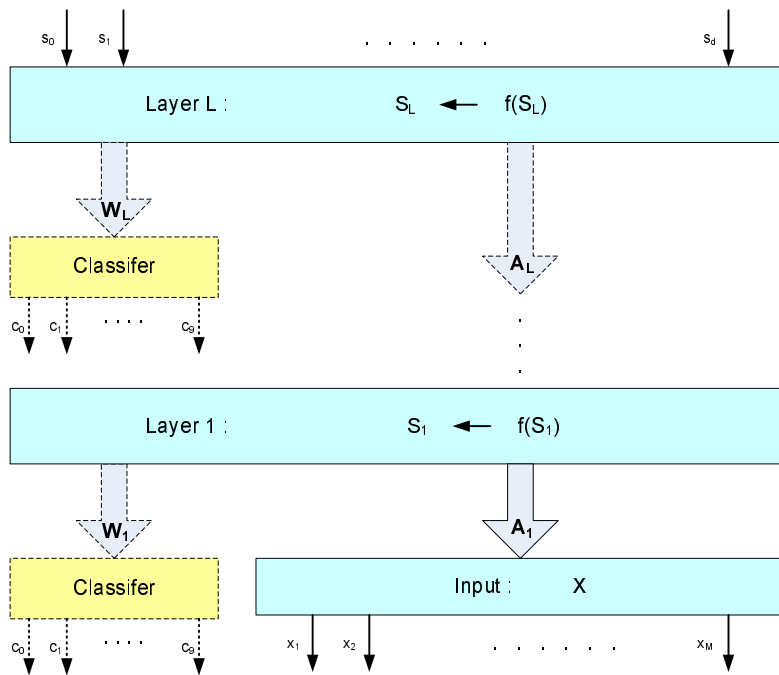 s0 s1 . . . . . . sd
Layer L : SL ← f(SL)
WL AL
Classifer
c0 c1 . . . . c9
.
.
.
Layer 1 : S1 ← f(S1)
W1 A1
Classifer Input : X
c0 c1 . . . . c9 x1 x2 . . . . . . xM